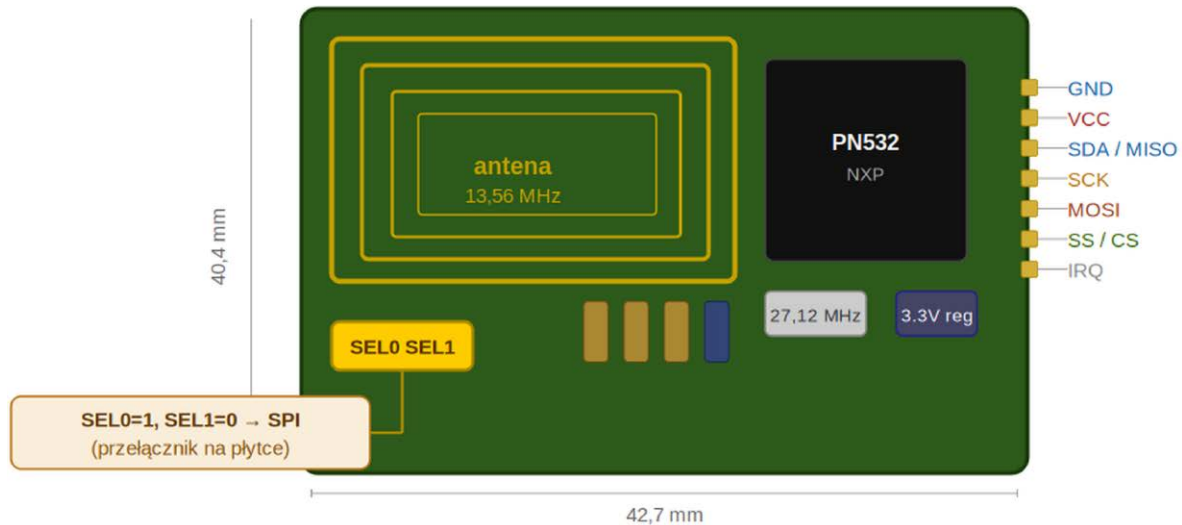 GND
VCC
SDA / MISO
SCK
MOSI
SS / CS
IRQ
PN532
NXP
antena
13,56 MHz
40,4 mm
27,12 MHz
3.3V reg
SEL0 SEL1
SEL0=1, SEL1=0 → SPI
(przełącznik na płytce)
42,7 mm